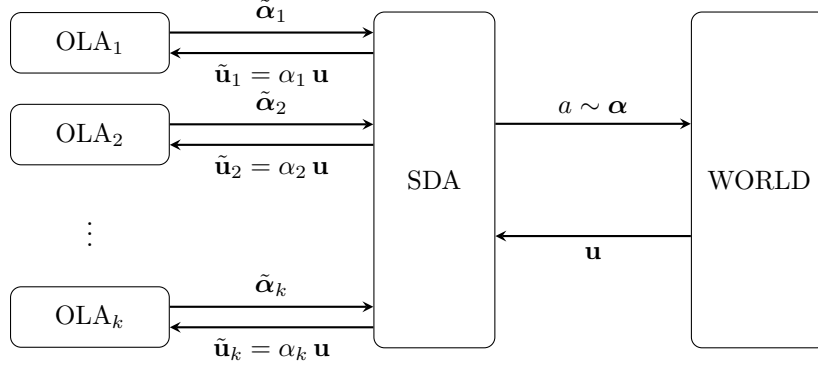 α̃₁
OLA₁
ũ₁ = α₁ u
α̃₂
OLA₂
ũ₂ = α₂ u
a ∼ α
SDA
WORLD
u
⋮
α̃ₖ
OLAₖ
ũₖ = αₖ u